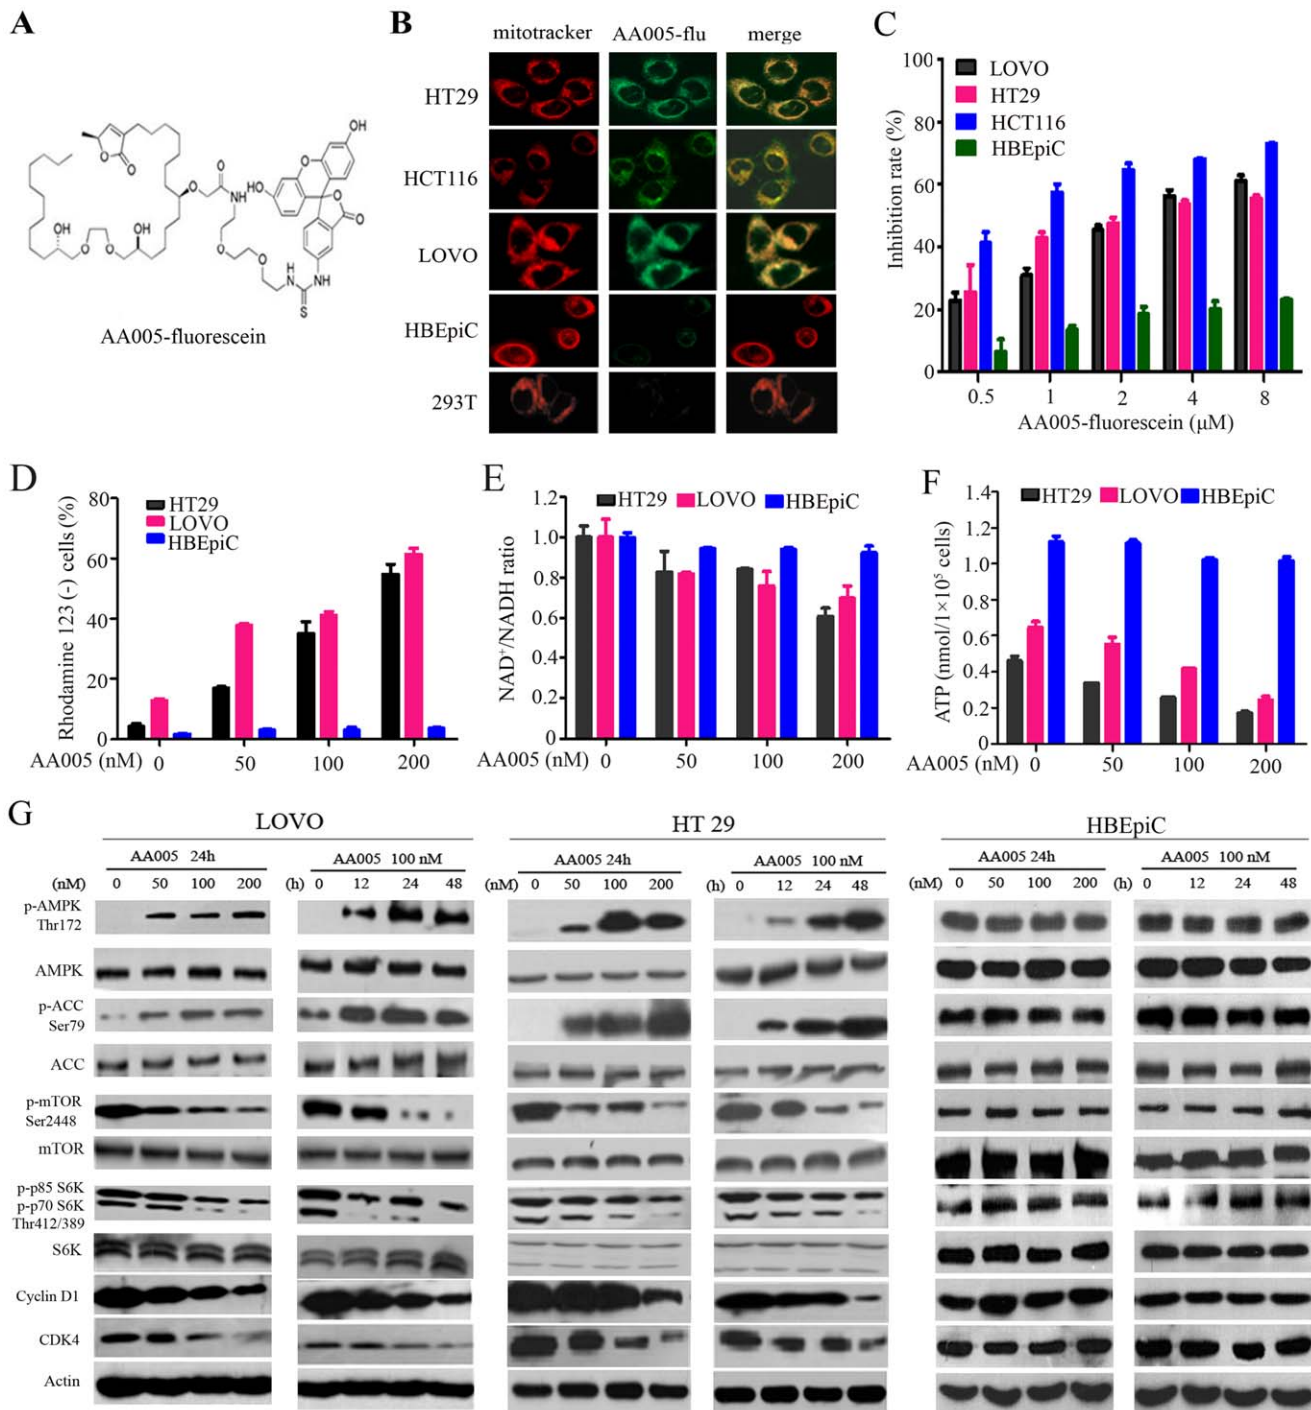 A
OH
O
O
O
O
NH
HO
O
O
O
O
OH
OH
O
O
O
H
N
NH
S
AA005-fluorescein
B
mitotracker AA005-flu merge
HT29
HCT116
LOVO
HBEpiC
293T
C
LOVO
HT29
HCT116
HBEpiC
Inhibition rate (%)
100
80
60
40
20
0
0.5 1 2 4 8
AA005-fluorescein (μM)
D
HT29
LOVO
HBEpiC
Rhodamine 123 (-) cells (%)
80
60
40
20
0
AA005 (nM) 0 50 100 200
E
HT29 LOVO HBEpiC
NAD⁺/NADH ratio
1.2
1.0
0.8
0.6
0.4
0.2
0
AA005 (nM) 0 50 100 200
F
HT29 LOVO HBEpiC
ATP (nmol/1×10⁵ cells)
1.4
1.2
1.0
0.8
0.6
0.4
0.2
0
AA005 (nM) 0 50 100 200
G
LOVO HT 29 HBEpiC
AA005 24h AA005 100 nM AA005 24h AA005 100 nM AA005 24h AA005 100 nM
(nM) 0 50 100 200 (h) 0 12 24 48 (nM) 0 50 100 200 (h) 0 12 24 48 (nM) 0 50 100 200 (h) 0 12 24 48
p-AMPK
Thr172
AMPK
p-ACC
Ser79
ACC
p-mTOR
Ser2448
mTOR
p-p85 S6K
p-p70 S6K
Thr412/389
S6K
Cyclin D1
CDK4
Actin